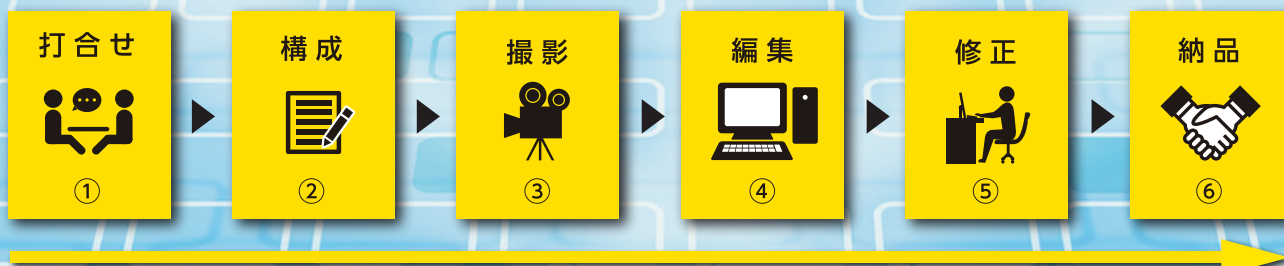 打合せ
①
構成
②
撮影
③
編集
④
修正
⑤
納品
⑥